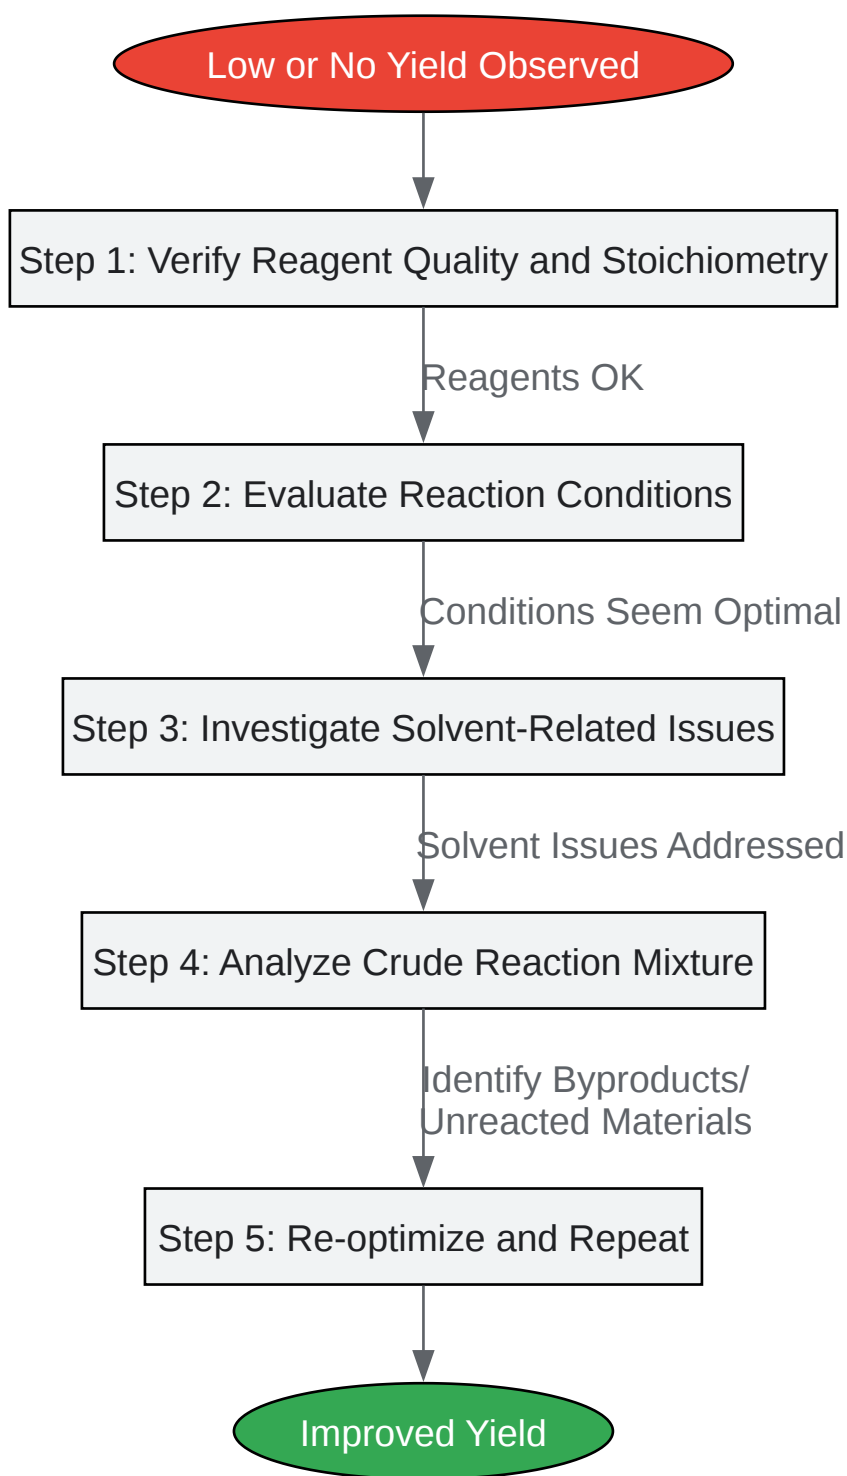 Low or No Yield Observed
Step 1: Verify Reagent Quality and Stoichiometry
Reagents OK
Step 2: Evaluate Reaction Conditions
Conditions Seem Optimal
Step 3: Investigate Solvent-Related Issues
Solvent Issues Addressed
Step 4: Analyze Crude Reaction Mixture
Identify Byproducts/
Unreacted Materials
Step 5: Re-optimize and Repeat
Improved Yield